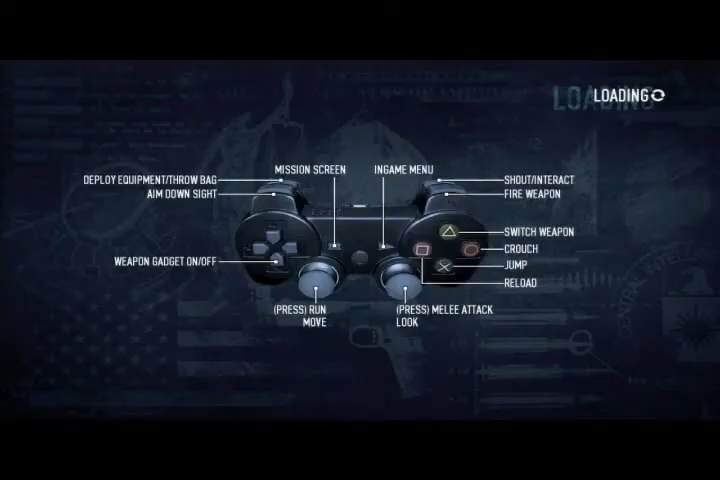 LOADING
MISSION SCREEN
INGAME MENU
DEPLOY EQUIPMENT/THROW BAG
SHOUT/INTERACT
AIM DOWN SIGHT
FIRE WEAPON
SWITCH WEAPON
CROUCH
WEAPON GADGET ON/OFF
JUMP
RELOAD
(PRESS) RUN
MOVE
(PRESS) MELEE ATTACK
LOOK